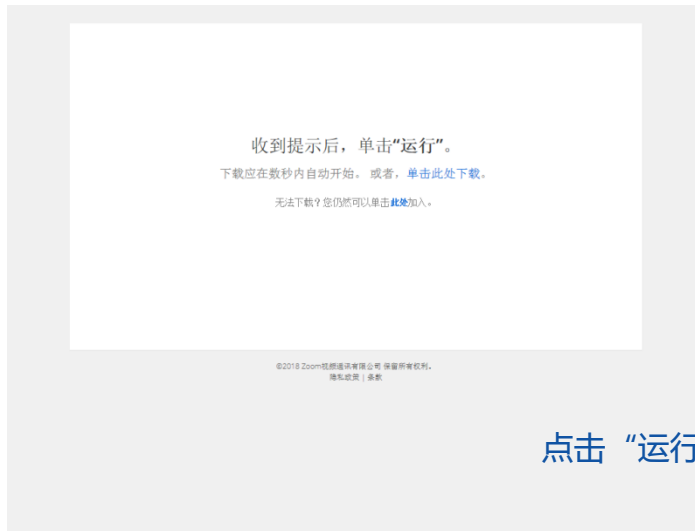 收到提示后，单击“运行”。
下载应在数秒内自动开始。 或者，单击此处下载。
无法下载？您仍然可以单击此处加入。
©2018 Zoom视频通讯有限公司 保留所有权利。
隐私政策 | 条款
点击“运行